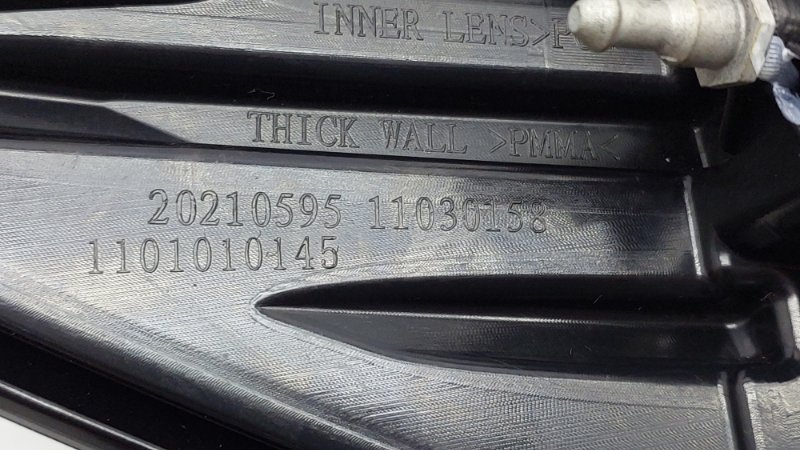 INNER LENS>P
THICK WALL >PMMA<
20210595 11030158
1101010145